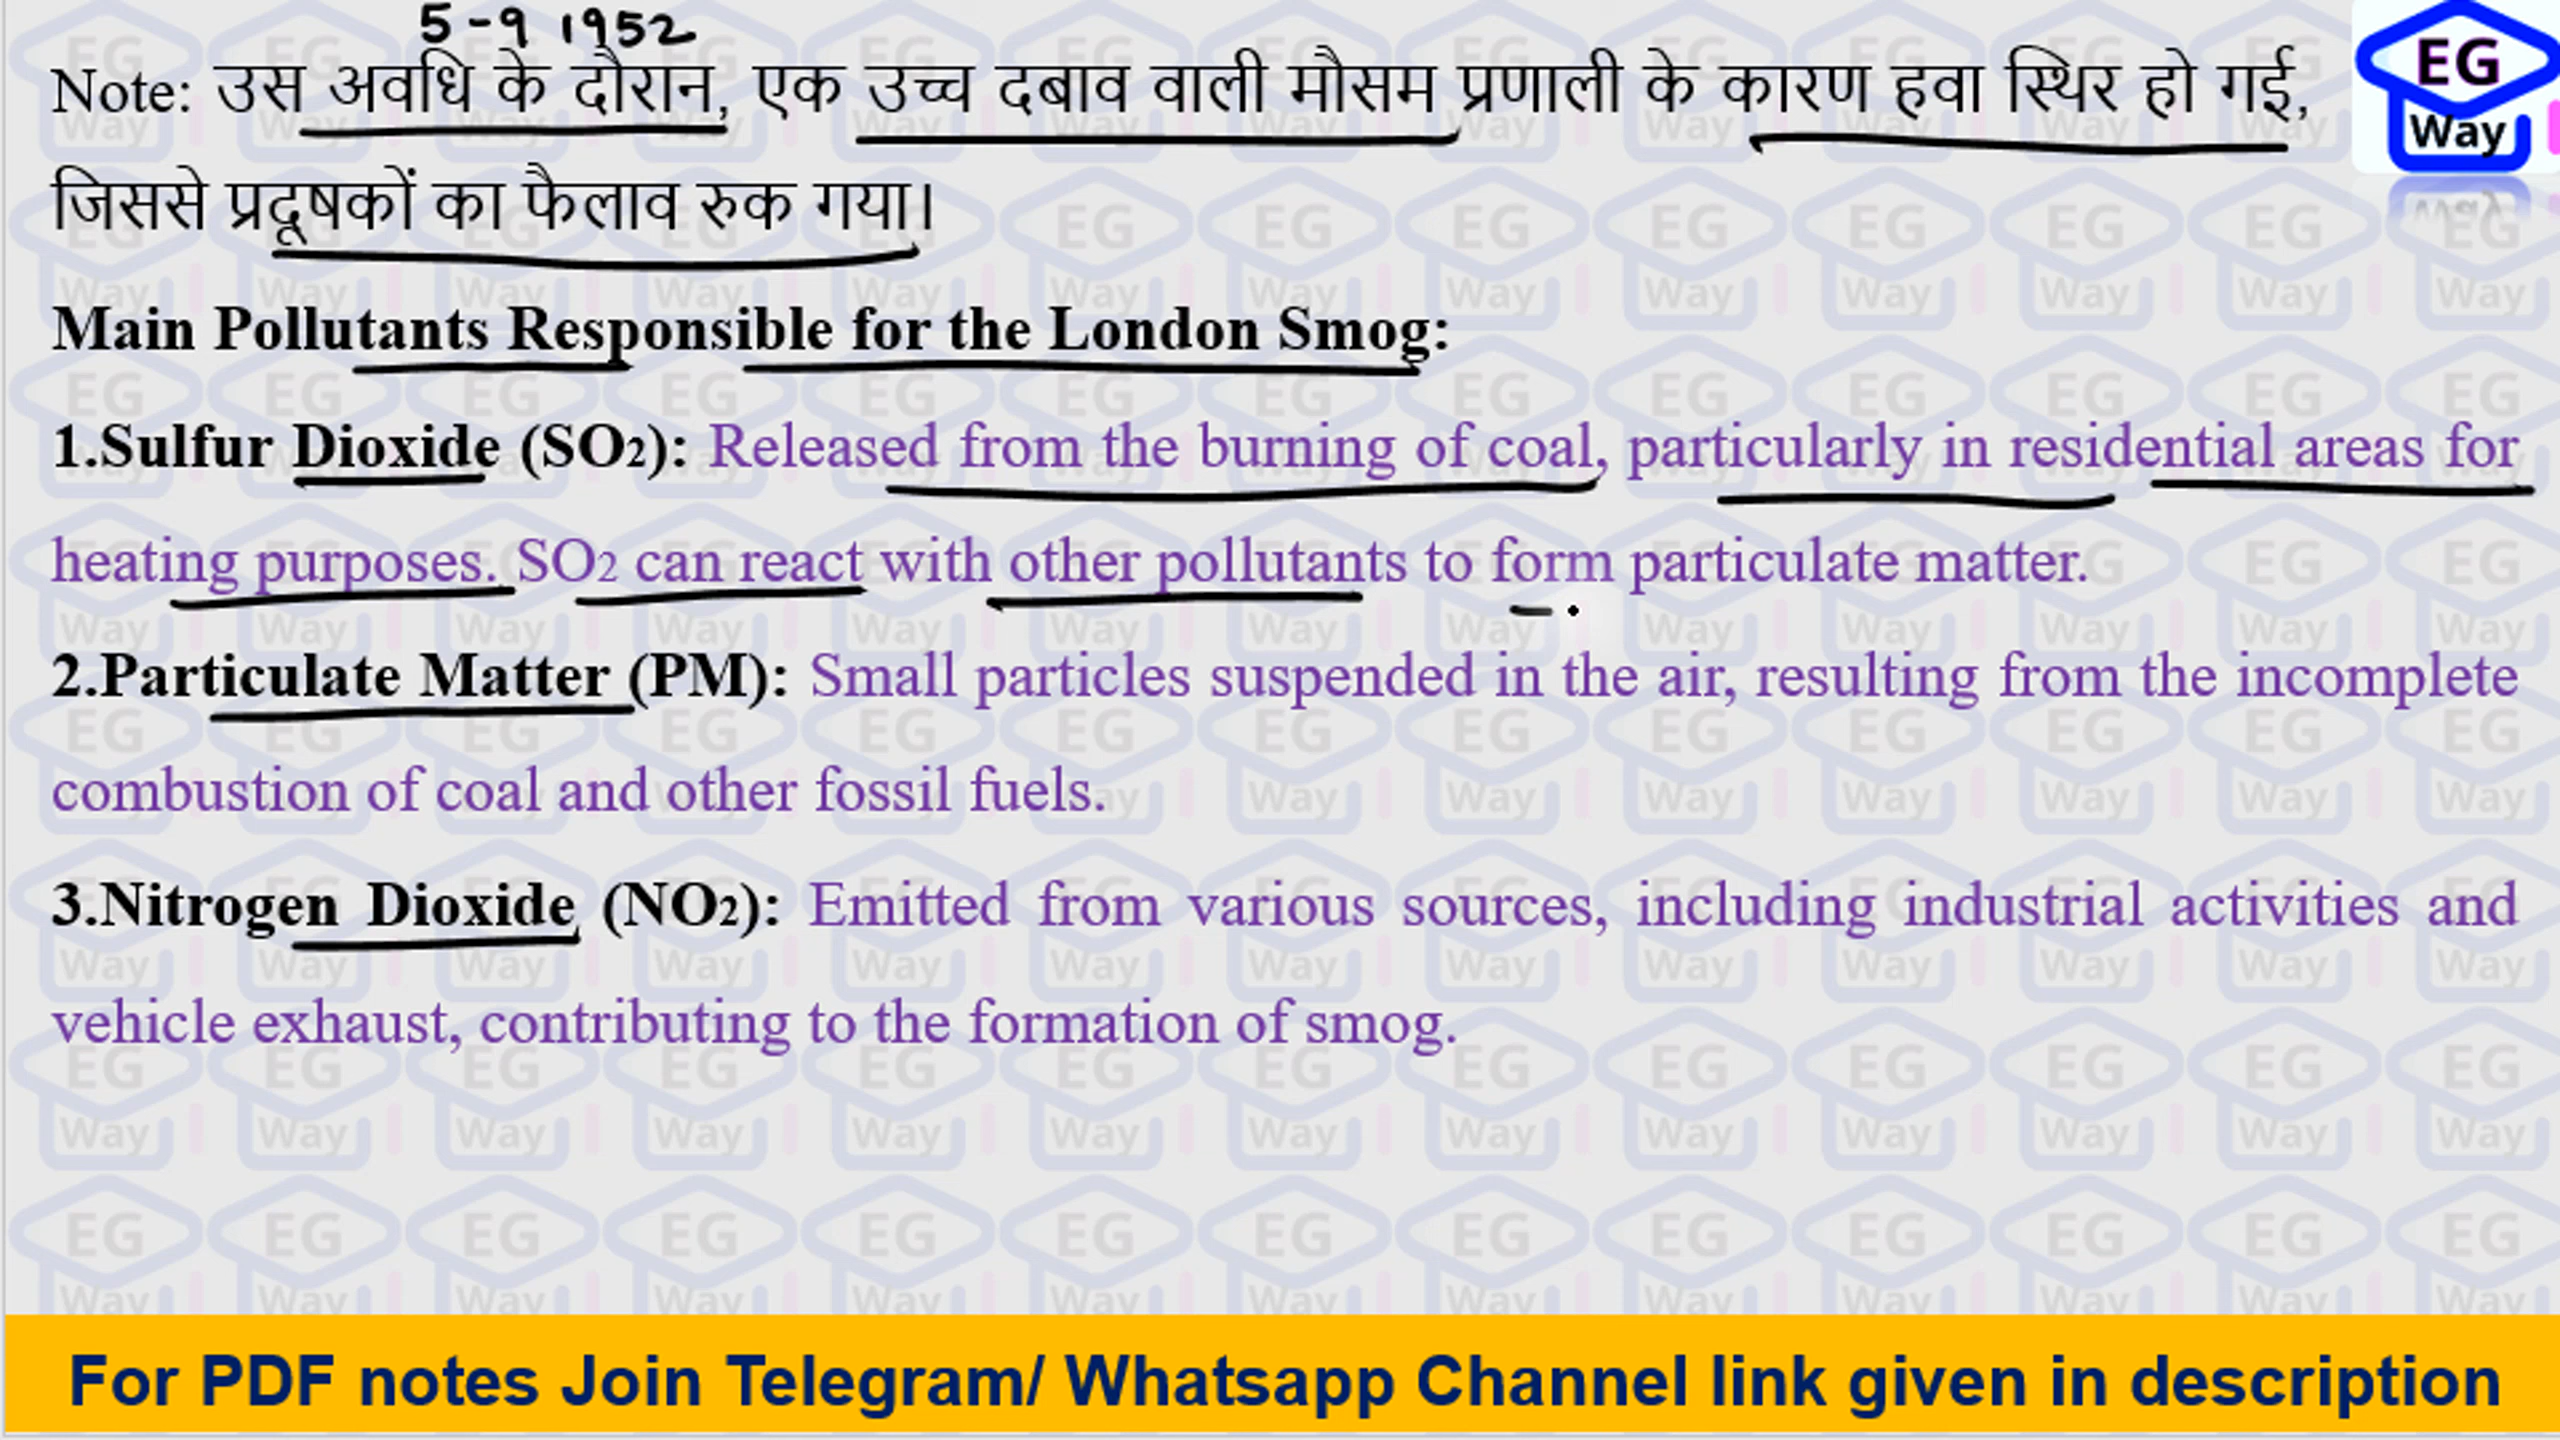 5-9 1952
Note: उस अवधि के दौरान, एक उच्च दबाव वाली मौसम प्रणाली के कारण हवा स्थिर हो गई,
जिससे प्रदूषकों का फैलाव रुक गया।
EG
Way
Main Pollutants Responsible for the London Smog:
1.Sulfur Dioxide (SO2): Released from the burning of coal, particularly in residential areas for
heating purposes. SO2 can react with other pollutants to form particulate matter.
2.Particulate Matter (PM): Small particles suspended in the air, resulting from the incomplete
combustion of coal and other fossil fuels.
3.Nitrogen Dioxide (NO2): Emitted from various sources, including industrial activities and
vehicle exhaust, contributing to the formation of smog.
For PDF notes Join Telegram/ Whatsapp Channel link given in description